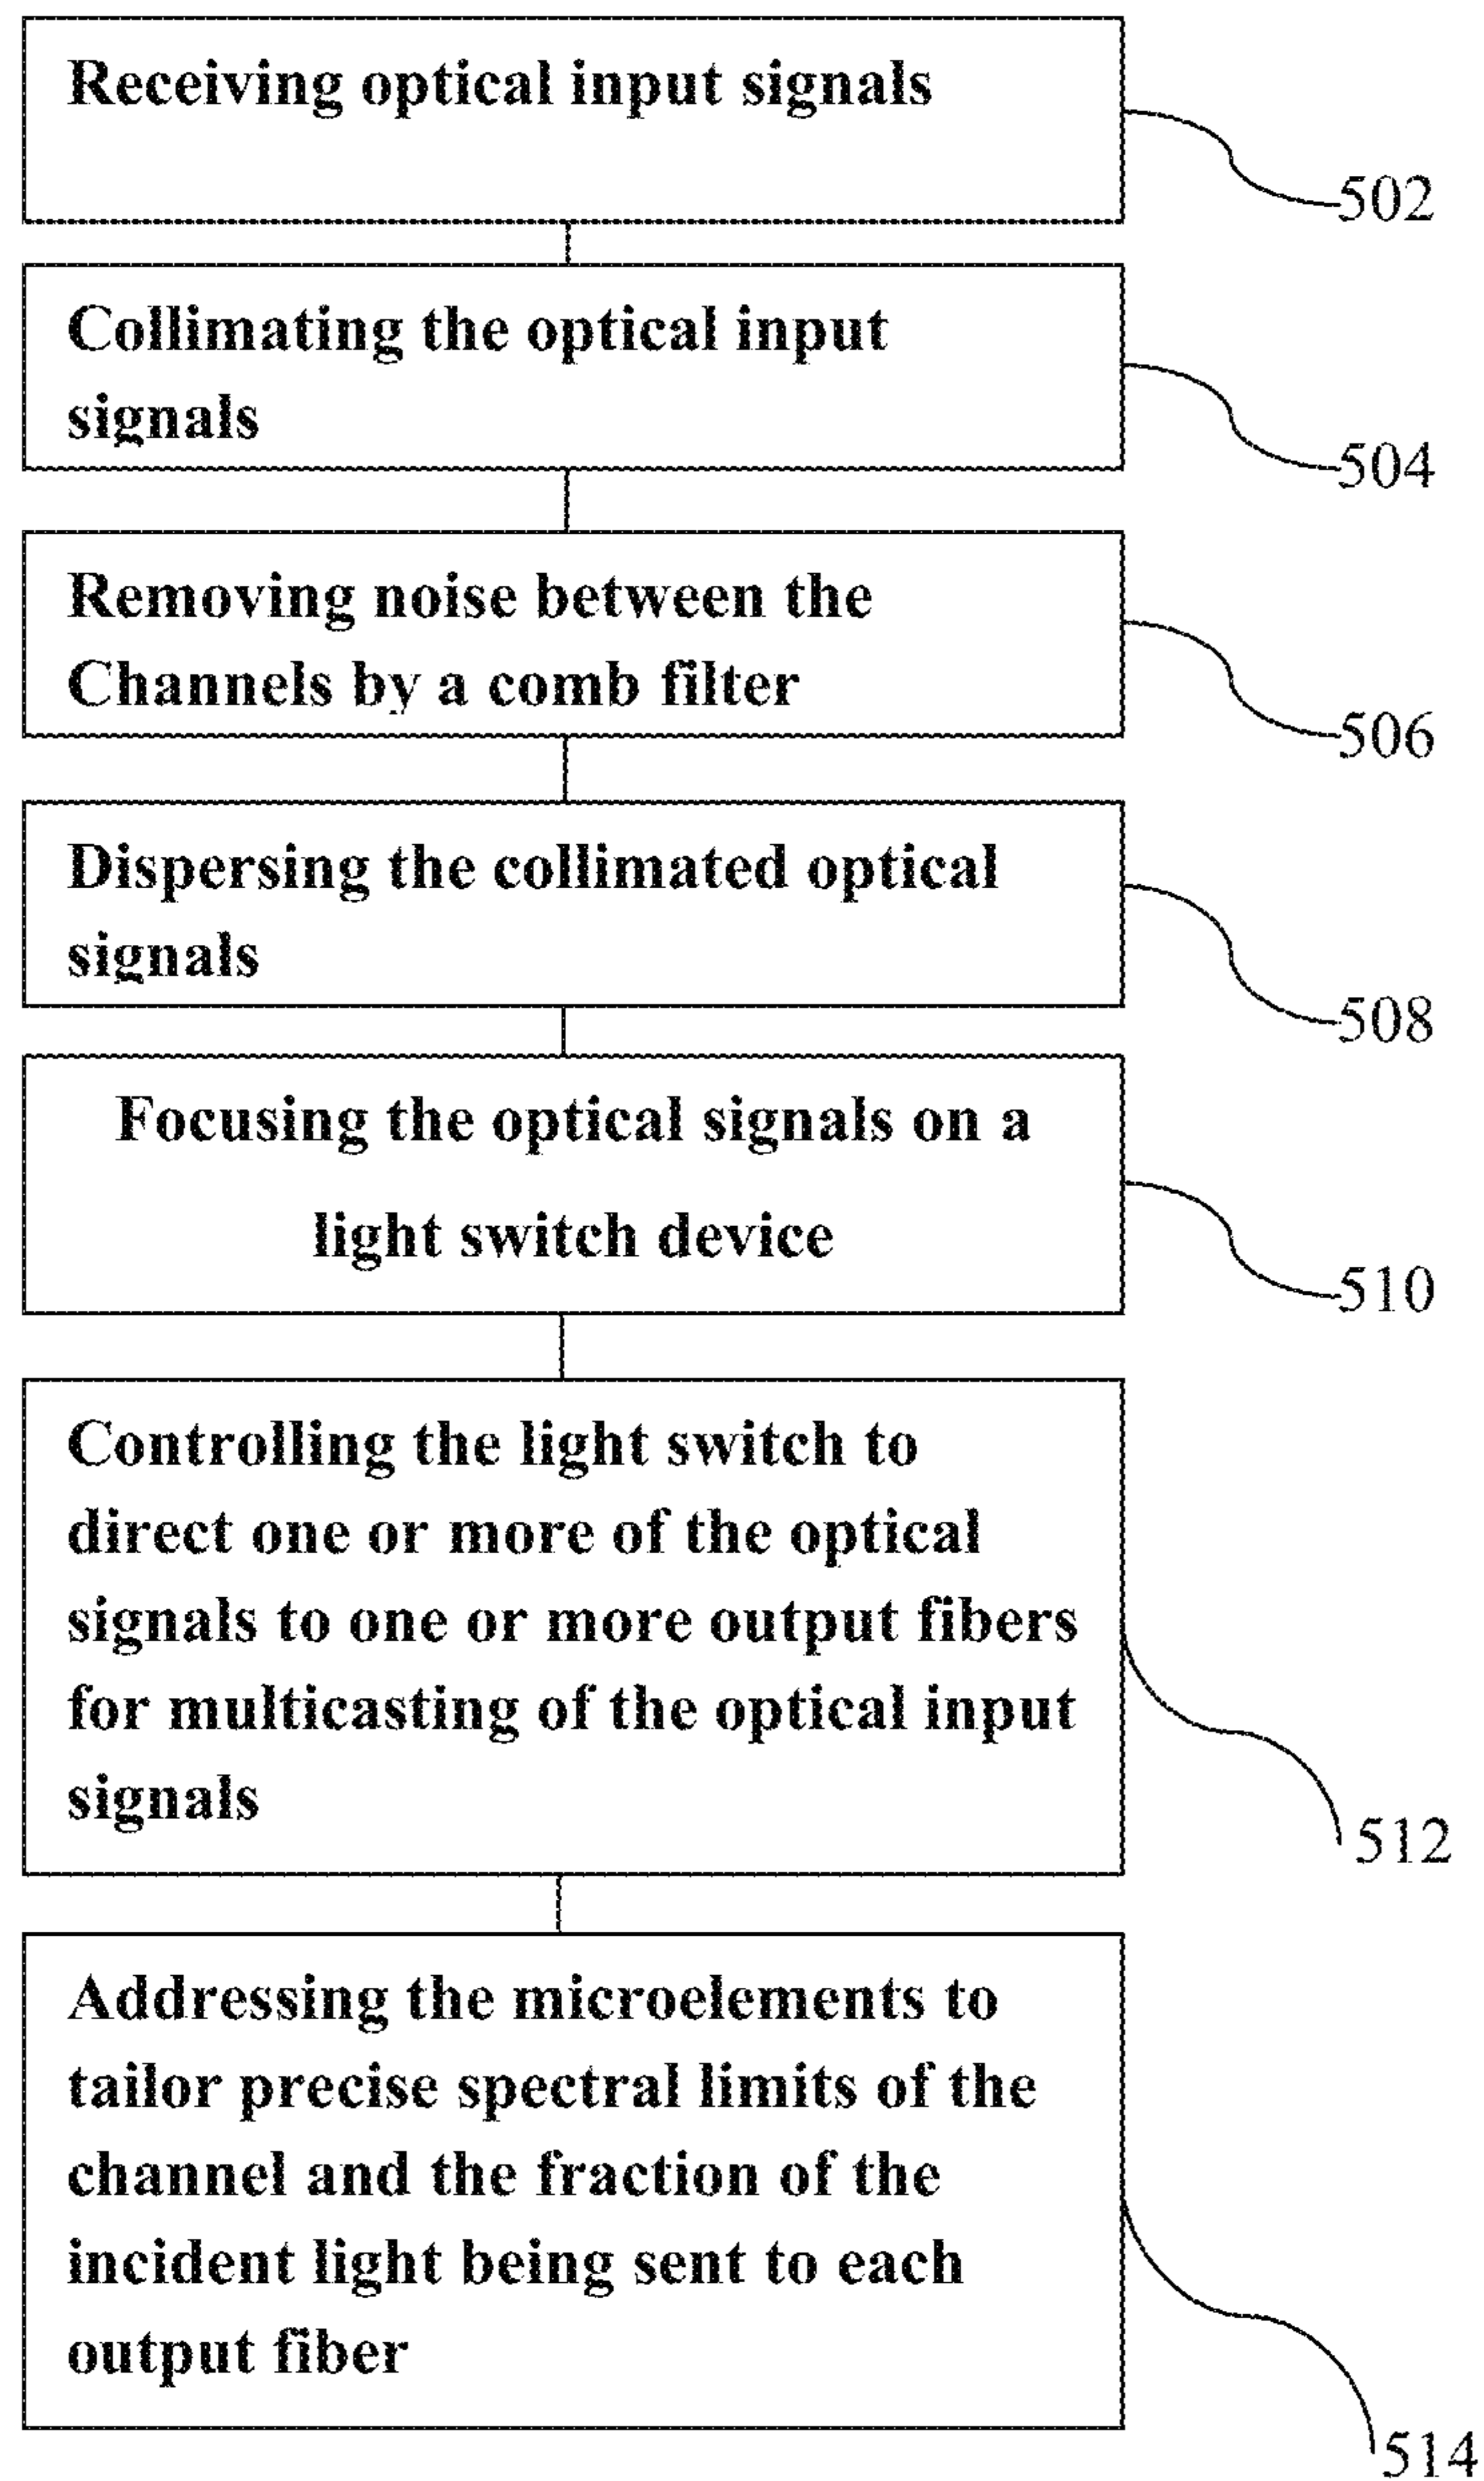 Receiving optical input signals
502
Collimating the optical input
signals
504
Removing noise between the
Channels by a comb filter
506
Dispersing the collimated optical
signals
508
Focusing the optical signals on a
light switch device
510
Controlling the light switch to
direct one or more of the optical
signals to one or more output fibers
for multicasting of the optical input
signals
512
Addressing the microelements to
tailor precise spectral limits of the
channel and the fraction of the
incident light being sent to each
output fiber
514